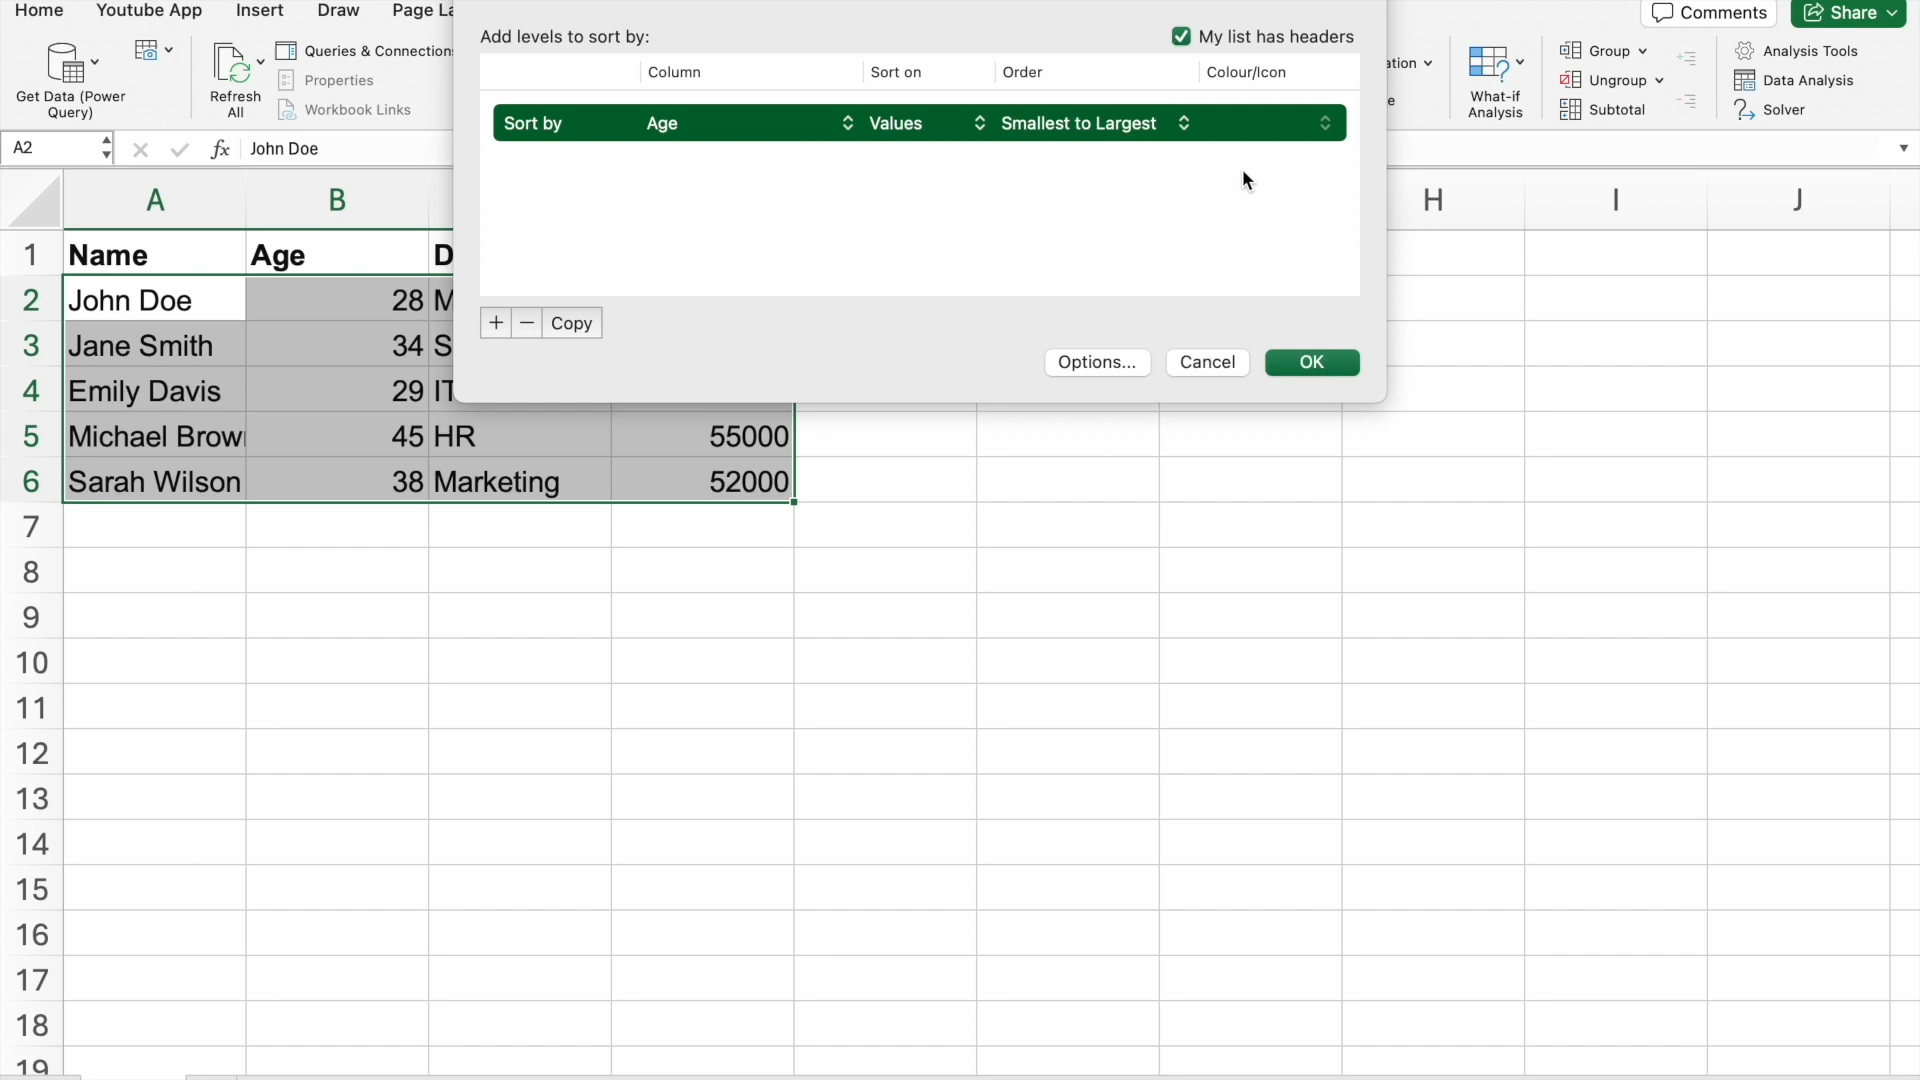 Home Youtube App Insert Draw Page La
Comments Share
Get Data (Power Query)
Refresh All
Queries & Connection
Properties
Workbook Links
What-if Analysis
Group
Ungroup
Subtotal
Analysis Tools
Data Analysis
Solver
Add levels to sort by:
My list has headers
Column Sort on Order Colour/Icon
Sort by Age Values Smallest to Largest
+ − Copy
Options... Cancel OK
A2 fx John Doe
A B H I J
1 Name Age D
2 John Doe 28 M
3 Jane Smith 34 S
4 Emily Davis 29 IT
5 Michael Brow 45 HR 55000
6 Sarah Wilson 38 Marketing 52000
7
8
9
10
11
12
13
14
15
16
17
18
19